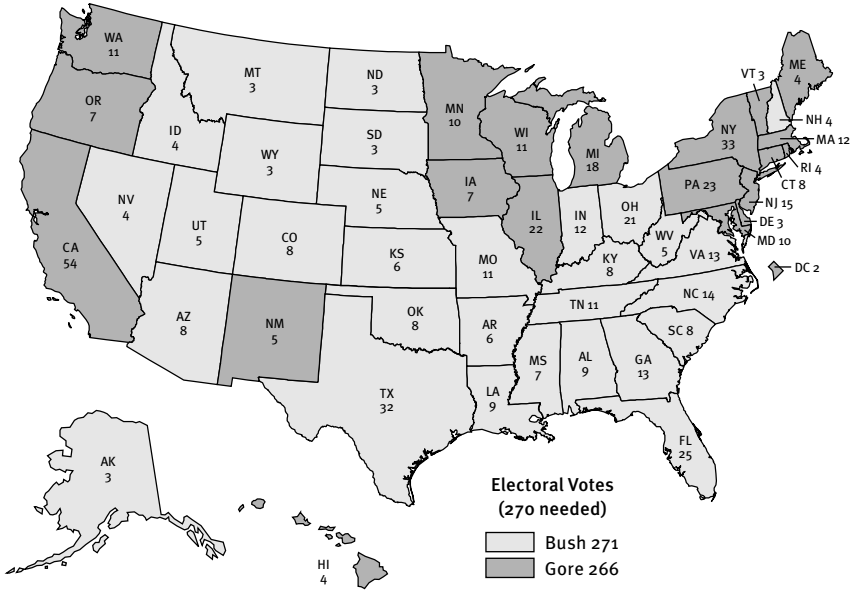 WA
11
OR
7
CA
54
NV
4
ID
4
MT
3
WY
3
UT
5
CO
8
AZ
8
NM
5
ND
3
SD
3
NE
5
KS
6
OK
8
TX
32
MN
10
IA
7
MO
11
AR
6
LA
9
WI
11
IL
22
MI
18
IN
12
OH
21
KY
8
TN 11
MS
7
AL
9
GA
13
FL
25
SC 8
NC 14
VA 13
WV
5
PA 23
NY
33
VT 3
ME
4
NH 4
MA 12
RI 4
CT 8
NJ 15
DE 3
MD 10
DC 2
AK
3
HI
4
Electoral Votes
(270 needed)
Bush 271
Gore 266